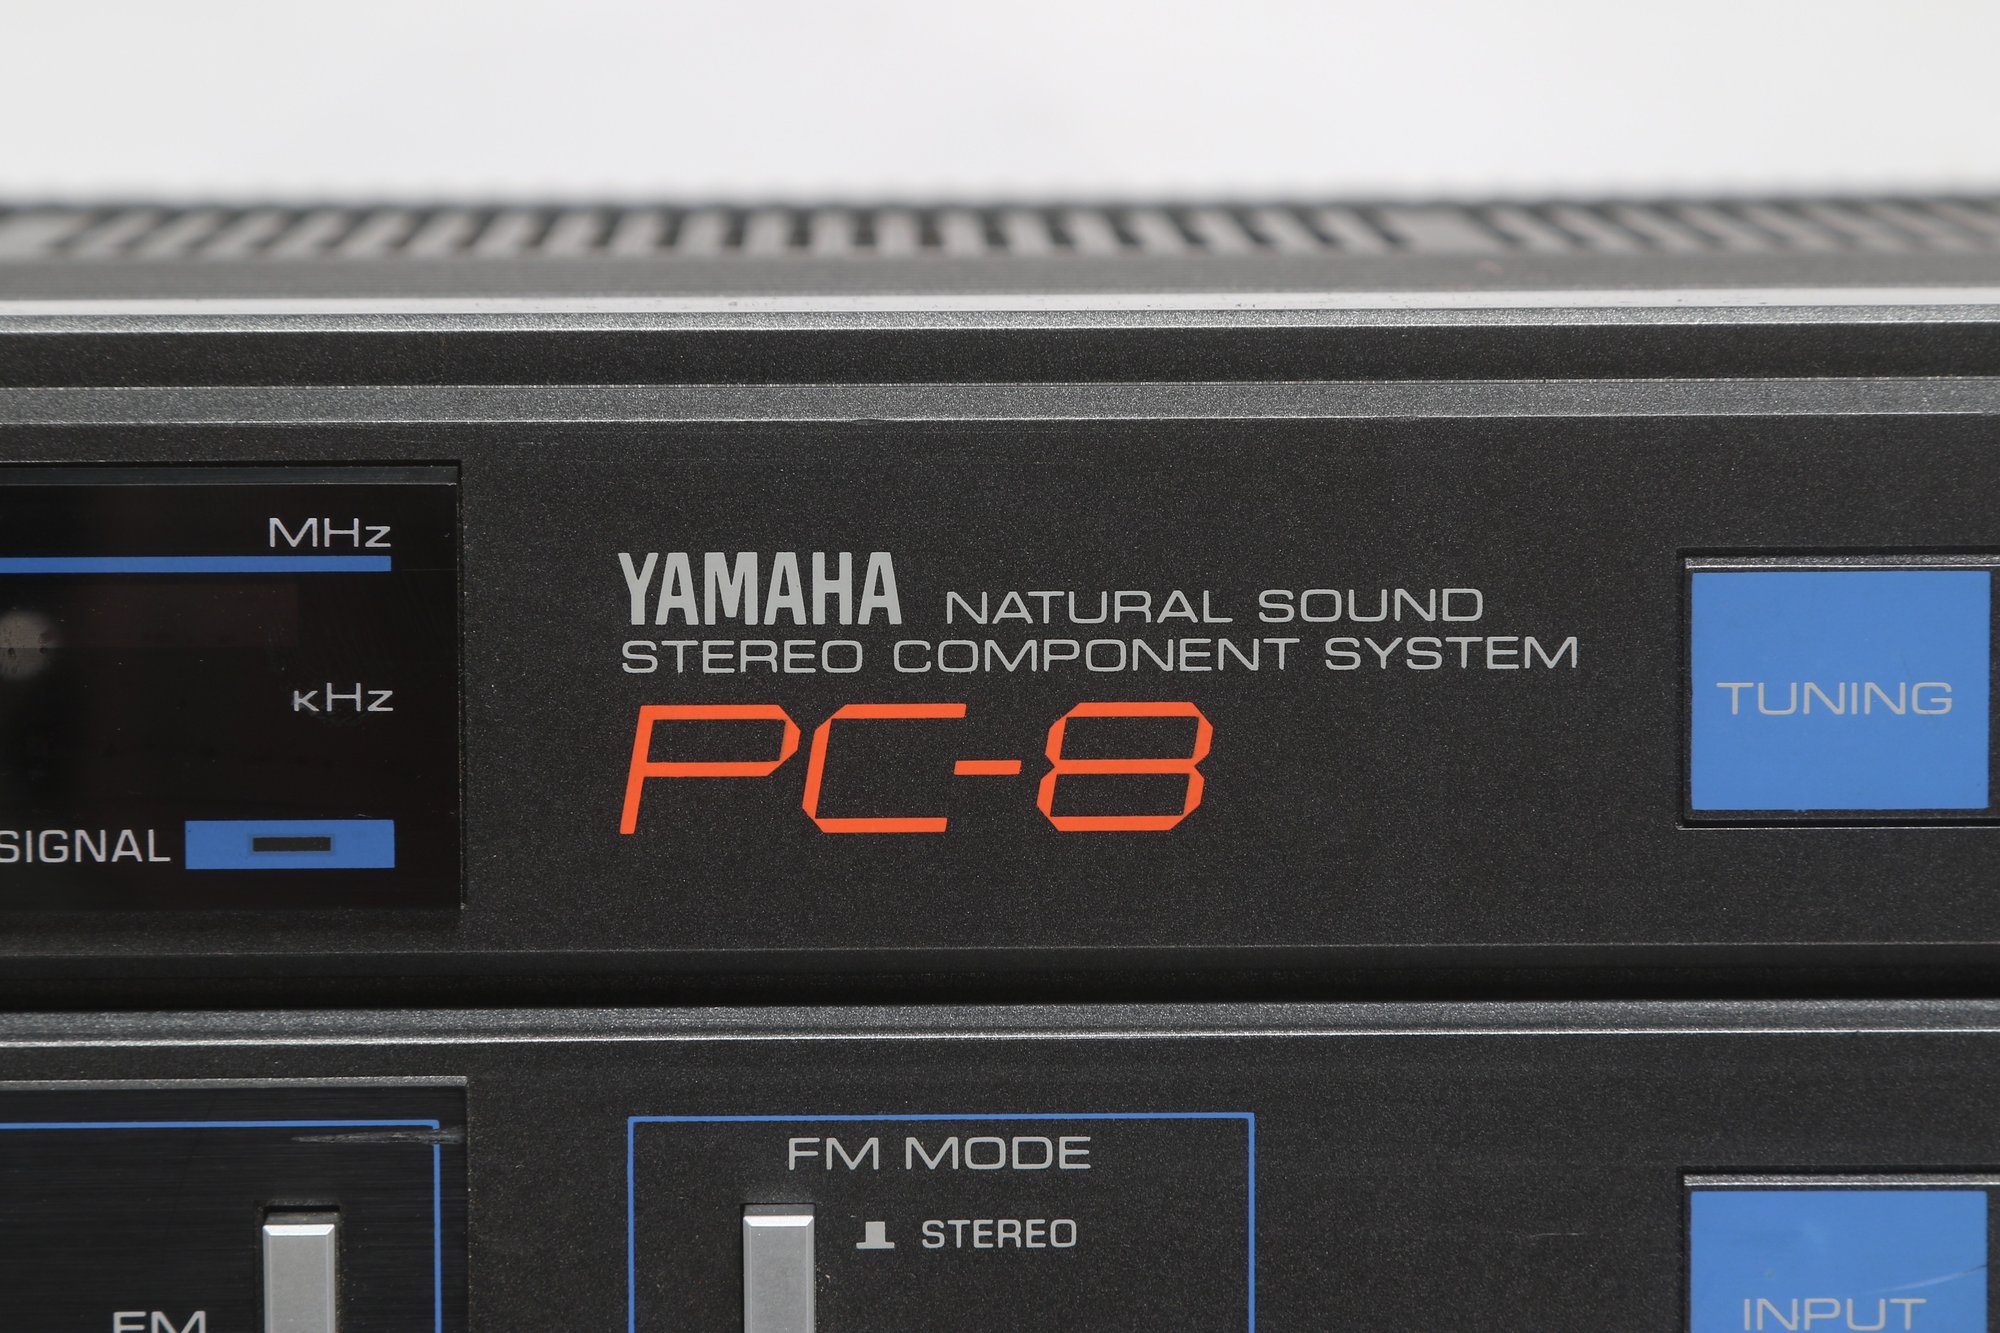 MHz
kHz
SIGNAL
YAMAHA NATURAL SOUND
STEREO COMPONENT SYSTEM
PC-8
TUNING
FM MODE
STEREO
FM
INPUT